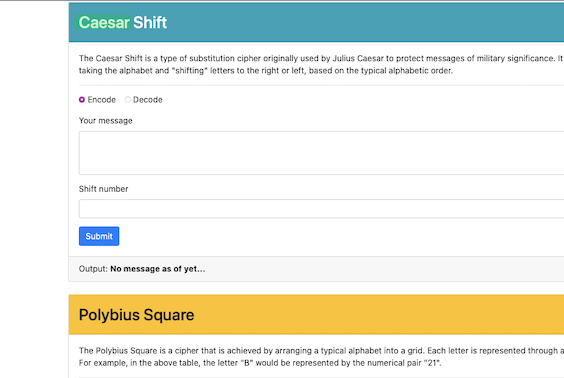 Caesar Shift
The Caesar Shift is a type of substitution cipher originally used by Julius Caesar to protect messages of military significance. It
taking the alphabet and "shifting" letters to the right or left, based on the typical alphabetic order.
Encode Decode
Your message
Shift number
Submit
Output: No message as of yet...
Polybius Square
The Polybius Square is a cipher that is achieved by arranging a typical alphabet into a grid. Each letter is represented through a
For example, in the above table, the letter "B" would be represented by the numerical pair "21".